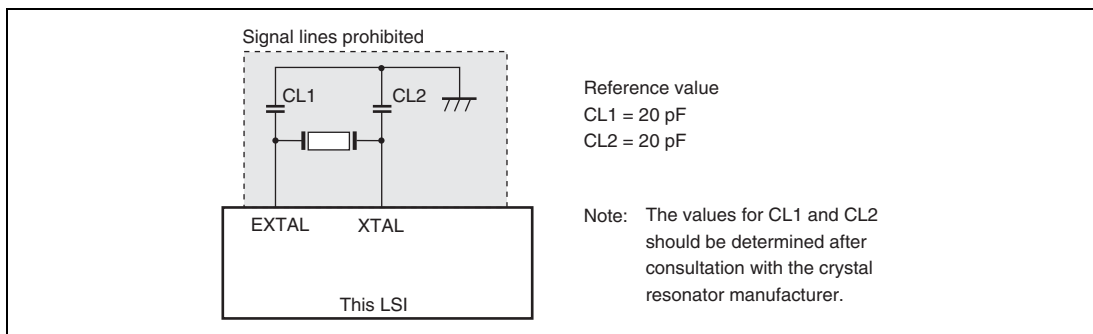 Signal lines prohibited
CL1
CL2
EXTAL
XTAL
This LSI
Reference value
CL1 = 20 pF
CL2 = 20 pF
Note: The values for CL1 and CL2
should be determined after
consultation with the crystal
resonator manufacturer.